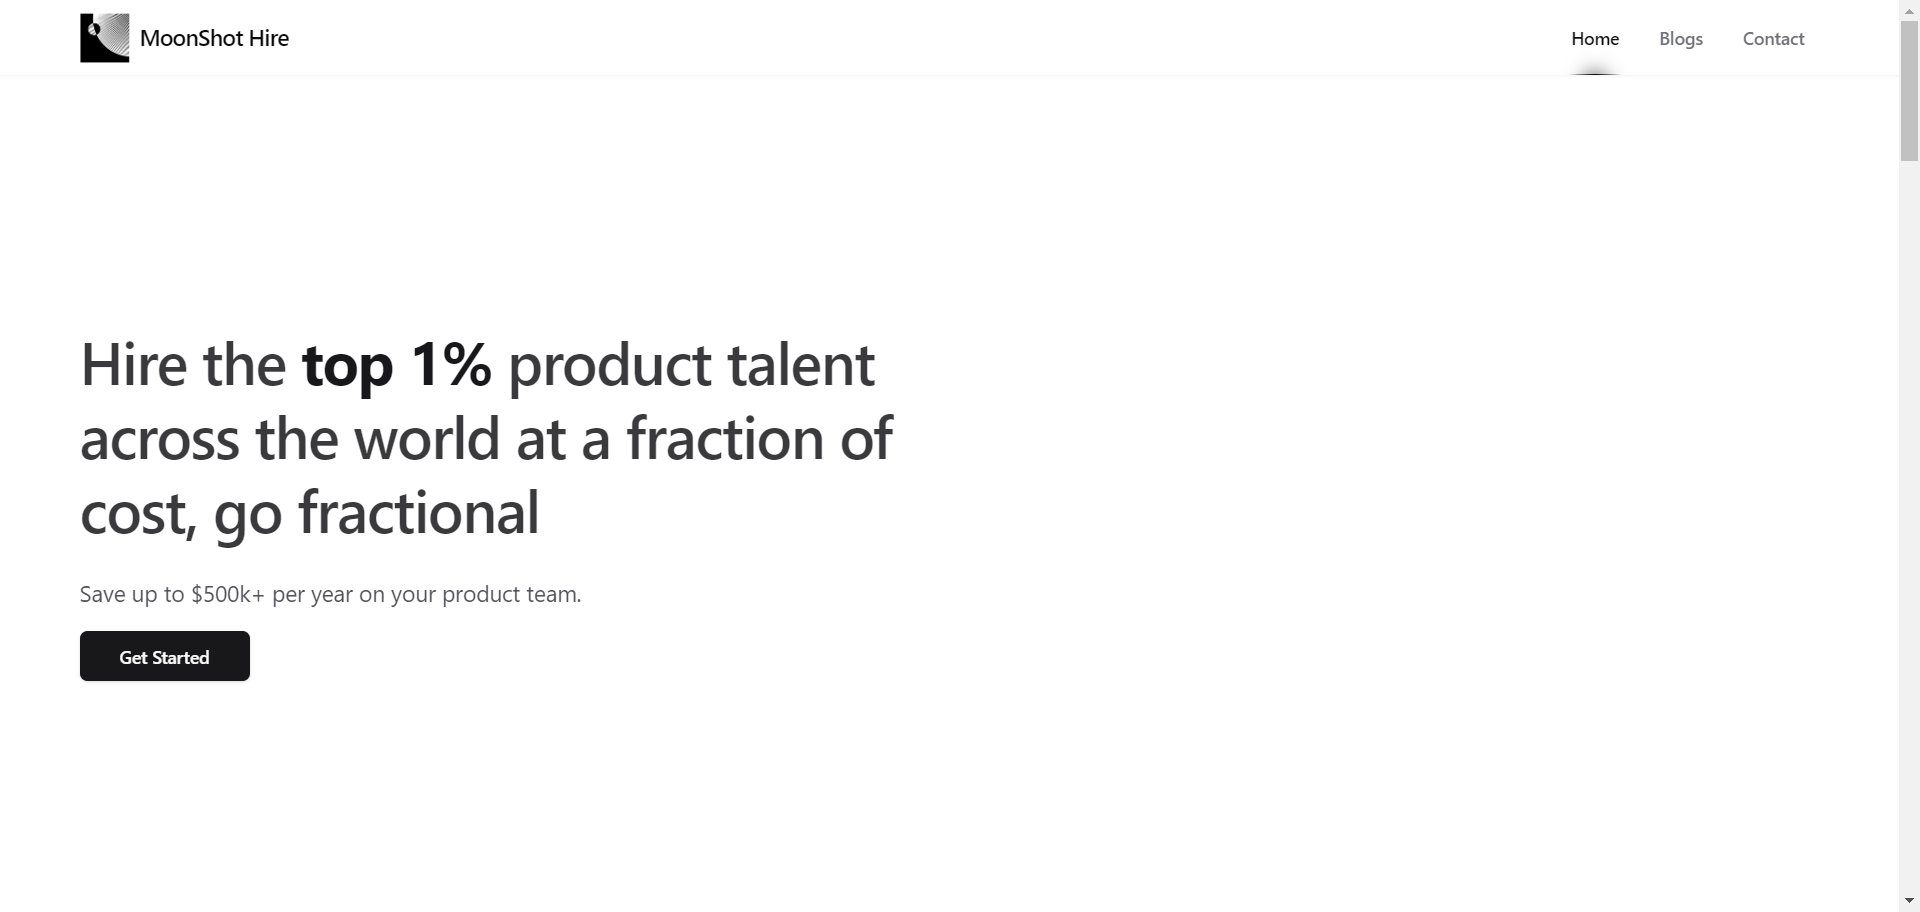 MoonShot Hire
Home
Blogs
Contact
Hire the top 1% product talent
across the world at a fraction of
cost, go fractional
Save up to $500k+ per year on your product team.
Get Started